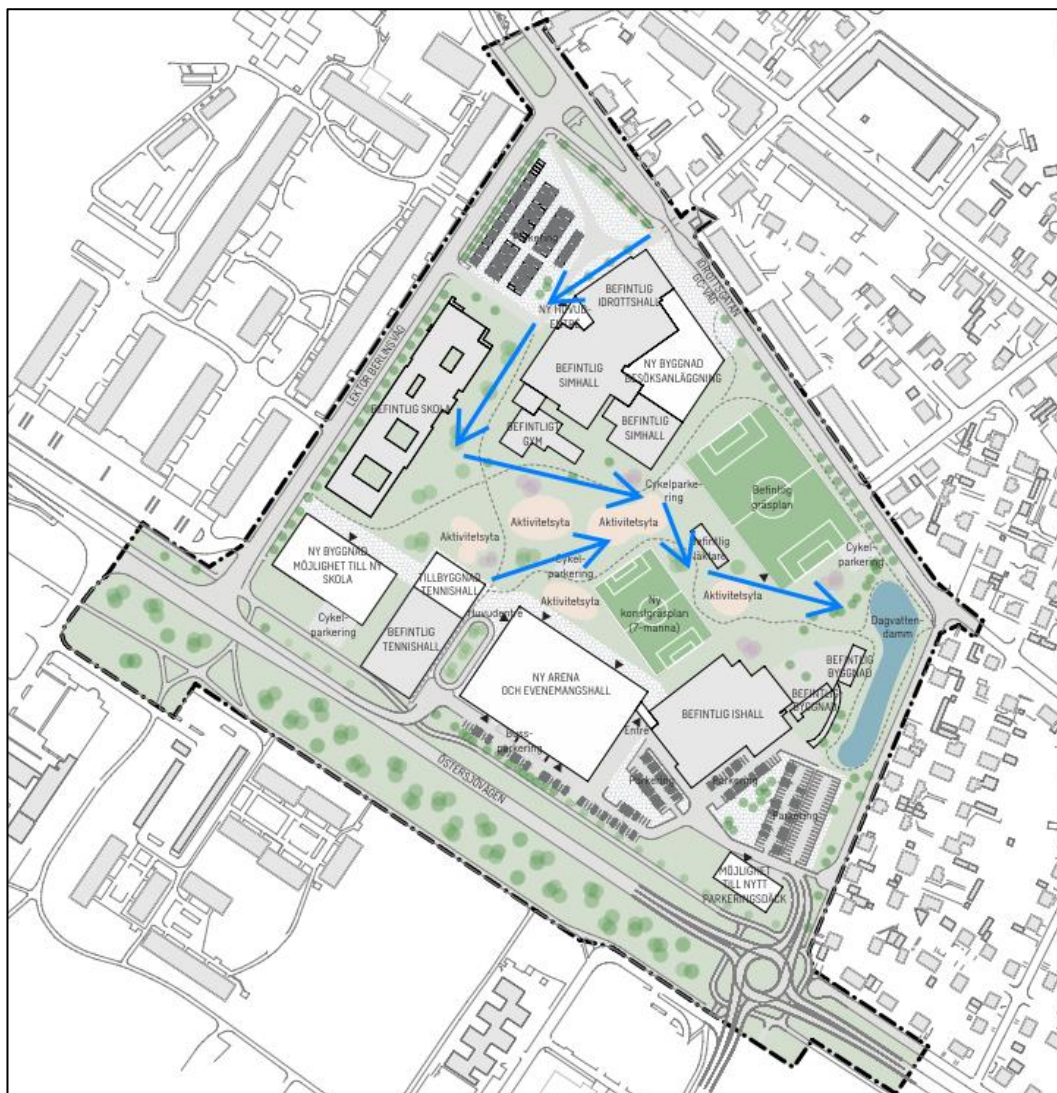 Parkering
BEFINTLIG
IDROTTSHALL
IDROTTSGATAN
GC-VÄG
NY HUVUD-
ENTRÉ
NY BYGGNAD
BESÖKSANLÄGGNING
BEFINTLIG
SIMHALL
LEKTOR BERLINSVÄG
BEFINTLIG SKOLA
BEFINTLIGT
GYM
BEFINTLIG
SIMHALL
Cykelparke-
ring
Befintlig
gräsplan
Aktivitetsyta
Aktivitetsyta
Aktivitetsyta
Befintlig
läktare
Cykel-
parkering
NY BYGGNAD
MÖJLIGHET TILL NY
SKOLA
Cykel-
parkering
TILLBYGGNAD
TENNISHALL
Aktivitetsyta
Aktivitetsyta
Ny
konstgräsplan
(7-manna)
Huvudentré
Cykel-
parkering
Dagvatten-
damm
BEFINTLIG
TENNISHALL
NY ARENA
OCH EVENEMANGSHALL
BEFINTLIG
BYGGNAD
BEFINTLIG
BYGGNAD
BEFINTLIG ISHALL
Entré
Buss-
parkering
Parkering
Parkering
Parkering
ÖSTERSJÖVÄGEN
MÖJLIGHET
TILL NYTT
PARKERINGSDÄCK